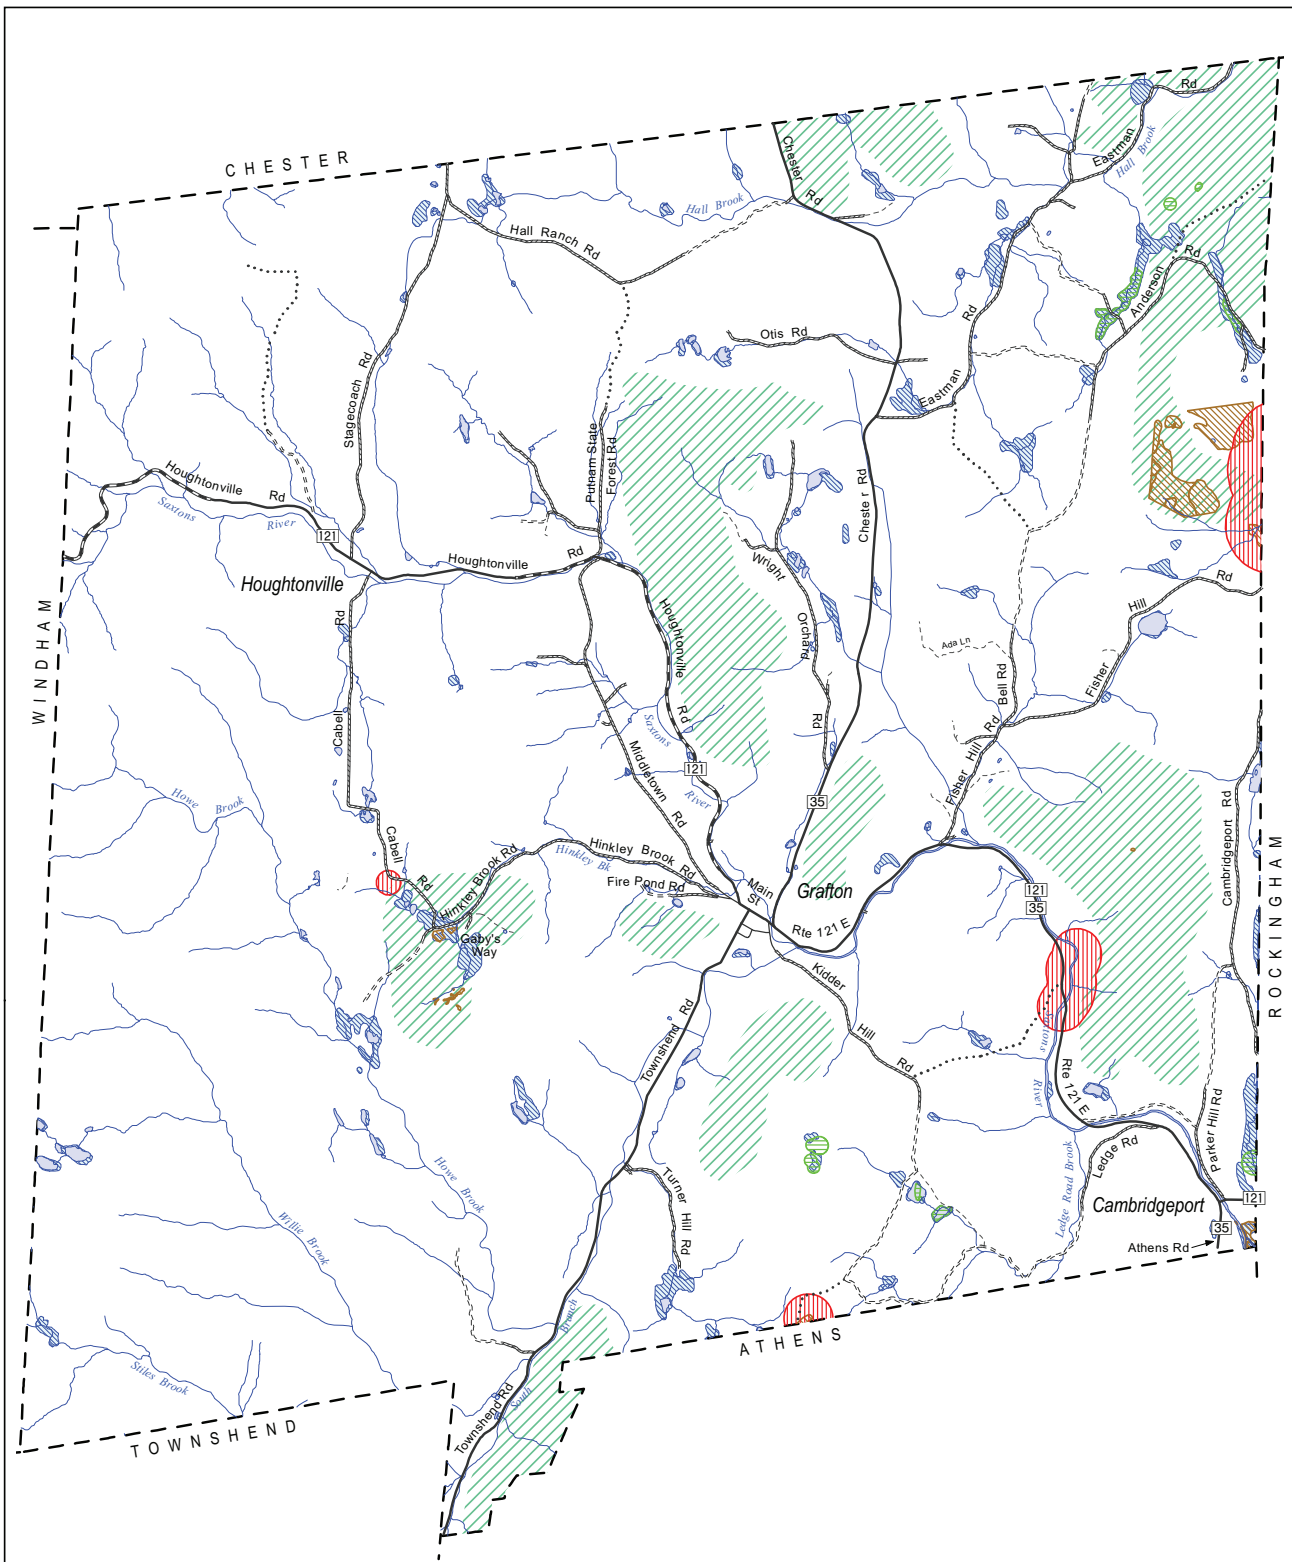 CHESTER
Rd
Eastman
Hall Brook
Chester
Rd
Hall Brook
Hall Ranch Rd
Anderson
Rd
Otis Rd
Rd
Eastman
Stagecoach Rd
Putnam State
Forest Rd
Chester Rd
Houghtonville Rd
Saxtons River
121
Houghtonville Rd
Houghtonville
Wright
Orchard
Rd
Rd
Hill
Fisher
Ada Ln
Bell Rd
WINDHAM
Rd
Cabell
Houghtonville
Rd
Saxtons
River
121
Middletown
Rd
35
Fisher Hill Rd
Howe Brook
Cabell
Rd
Hinkley Brook Rd
Hinkley Brook Rd
Hinkley Bk
Fire Pond Rd
Main
St
Grafton
Rte 121 E
121
35
Cambridgeport Rd
ROCKINGHAM
Gaby's
Way
Kidder
Hill
Rd
Townshend Rd
tons
River
Rte 121 E
Parker Hill Rd
Ledge Rd
Ledge Road Brook
Cambridgeport
121
35
Athens Rd
Howe Brook
Turner Hill Rd
Willie Brook
Branch
South
ATHENS
Stiles Brook
Townshend Rd
TOWNSHEND